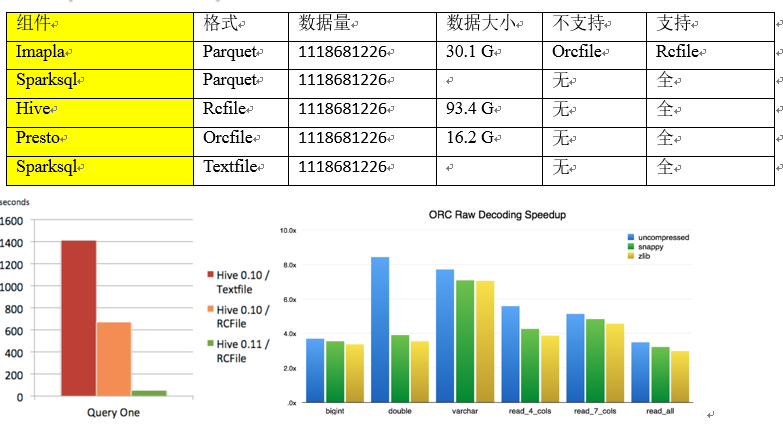 组件 格式 数据量 数据大小 不支持 支持
Imapla Parquet 1118681226 30.1 G Orcfile Rcfile
Sparksql Parquet 1118681226 无 全
Hive Rcfile 1118681226 93.4 G 无 全
Presto Orcfile 1118681226 16.2 G 无 全
Sparksql Textfile 1118681226 无 全
seconds
1600
1400
1200
1000
800
600
400
200
0
Query One
Hive 0.10 /
Textfile
Hive 0.10 /
RCFile
Hive 0.11 /
RCFile
ORC Raw Decoding Speedup
uncompressed
snappy
zlib
10.0x
8.0x
6.0x
4.0x
2.0x
.0x
bigint double varchar read_4_cols read_7_cols read_all